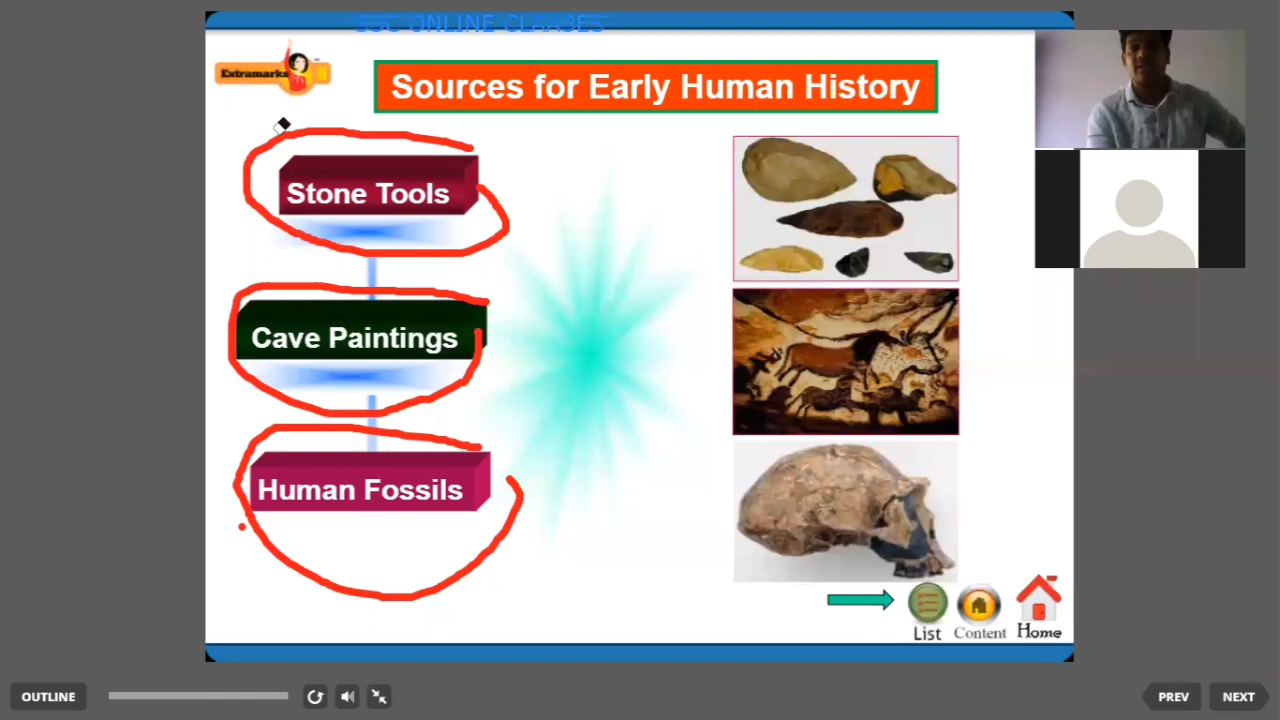 SSC ONLINE CLASSES
Extramarks
Sources for Early Human History
Stone Tools
Cave Paintings
Human Fossils
List
Content
Home
OUTLINE
PREV
NEXT